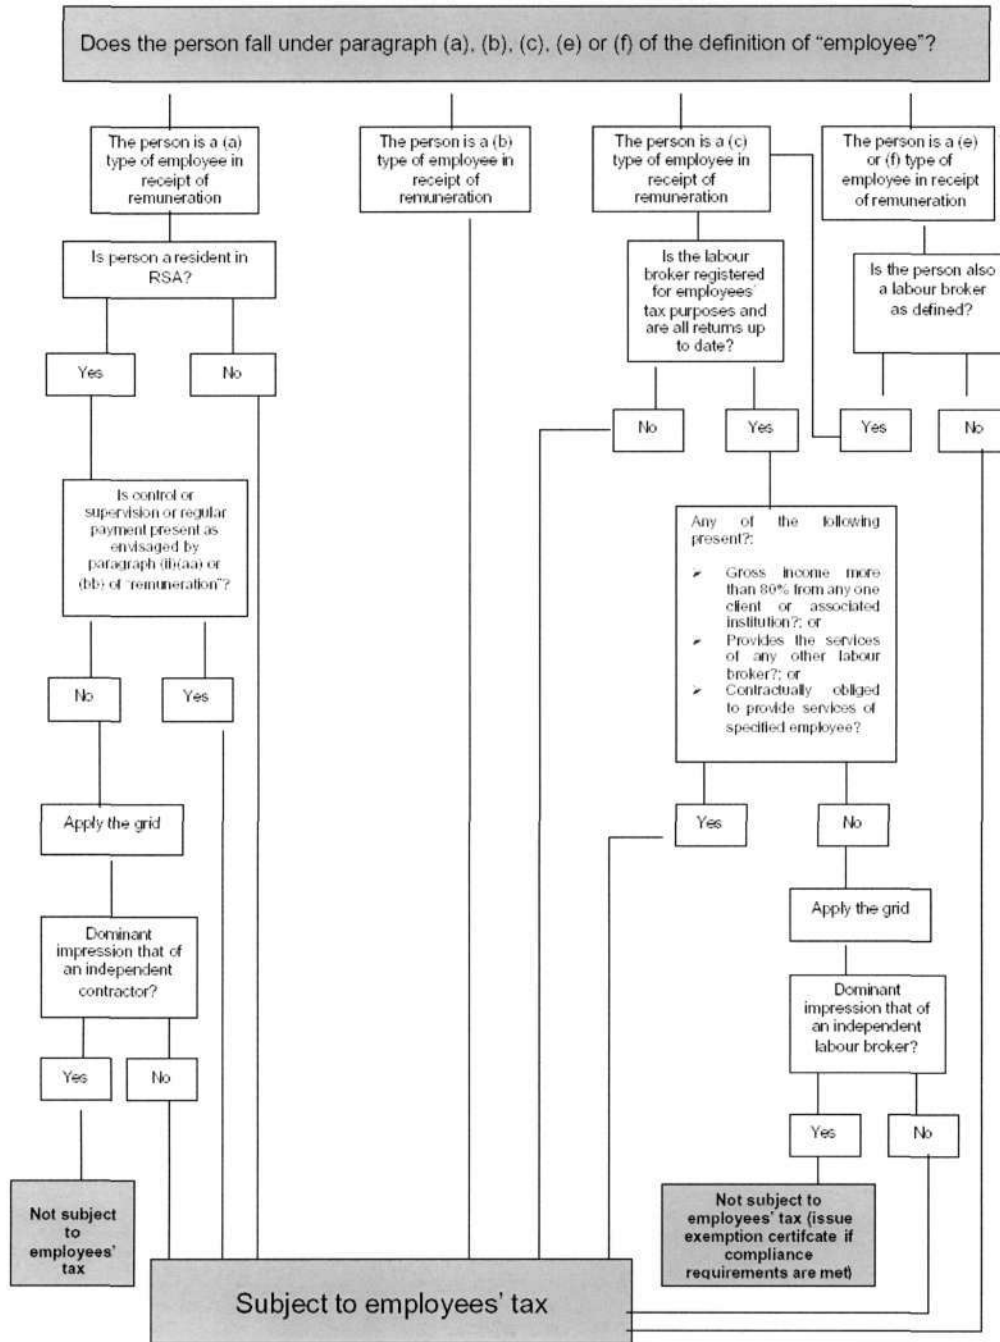 Does the person fall under paragraph (a), (b), (c), (e) or (f) of the definition of “employee”?
The person is a (a)
type of employee in
receipt of
remuneration
The person is a (b)
type of employee in
receipt of
remuneration
The person is a (c)
type of employee in
receipt of
remuneration
The person is a (e)
or (f) type of
employee in receipt
of remuneration
Is person a resident in
RSA?
Is the labour
broker registered
for employees'
tax purposes and
are all returns up
to date?
Is the person also
a labour broker
as defined?
Yes
No
No
Yes
Yes
No
Is control or
supervision or regular
payment present as
envisaged by
paragraph (ii)(aa) or
(bb) of “remuneration”?
Any of the following
present?:
➢ Gross income more
than 80% from any one
client or associated
institution?; or
➢ Provides the services
of any other labour
broker?; or
➢ Contractually obliged
to provide services of
specified employee?
No
Yes
Yes
No
Apply the grid
Apply the grid
Dominant
impression that of
an independent
contractor?
Dominant
impression that of
an independent
labour broker?
Yes
No
Yes
No
Not subject
to
employees'
tax
Not subject to
employees' tax (issue
exemption certifcate if
compliance
requirements are met)
Subject to employees' tax